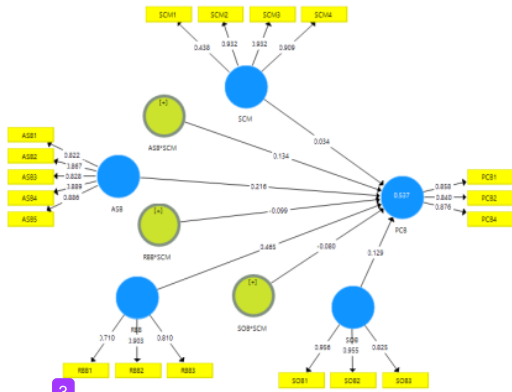 SCM1 SCM2 SCM3 SCM4
0.438 0.932 0.932 0.909
SCM
[+]
ASB*SCM
0.034
0.134
ASB1
ASB2
ASB3
ASB4
ASB5
0.822
0.867
0.828
0.889
0.886
ASB
0.216
0.537
PCB
PCB1
PCB2
PCB4
0.858
0.840
0.876
[+]
RBB*SCM
-0.099
0.465
-0.080
[+]
SOB*SCM
0.129
RBB
0.710 0.903 0.810
RBB1 RBB2 RBB3
SOB
0.956 0.955 0.825
SOB1 SOB2 SOB3